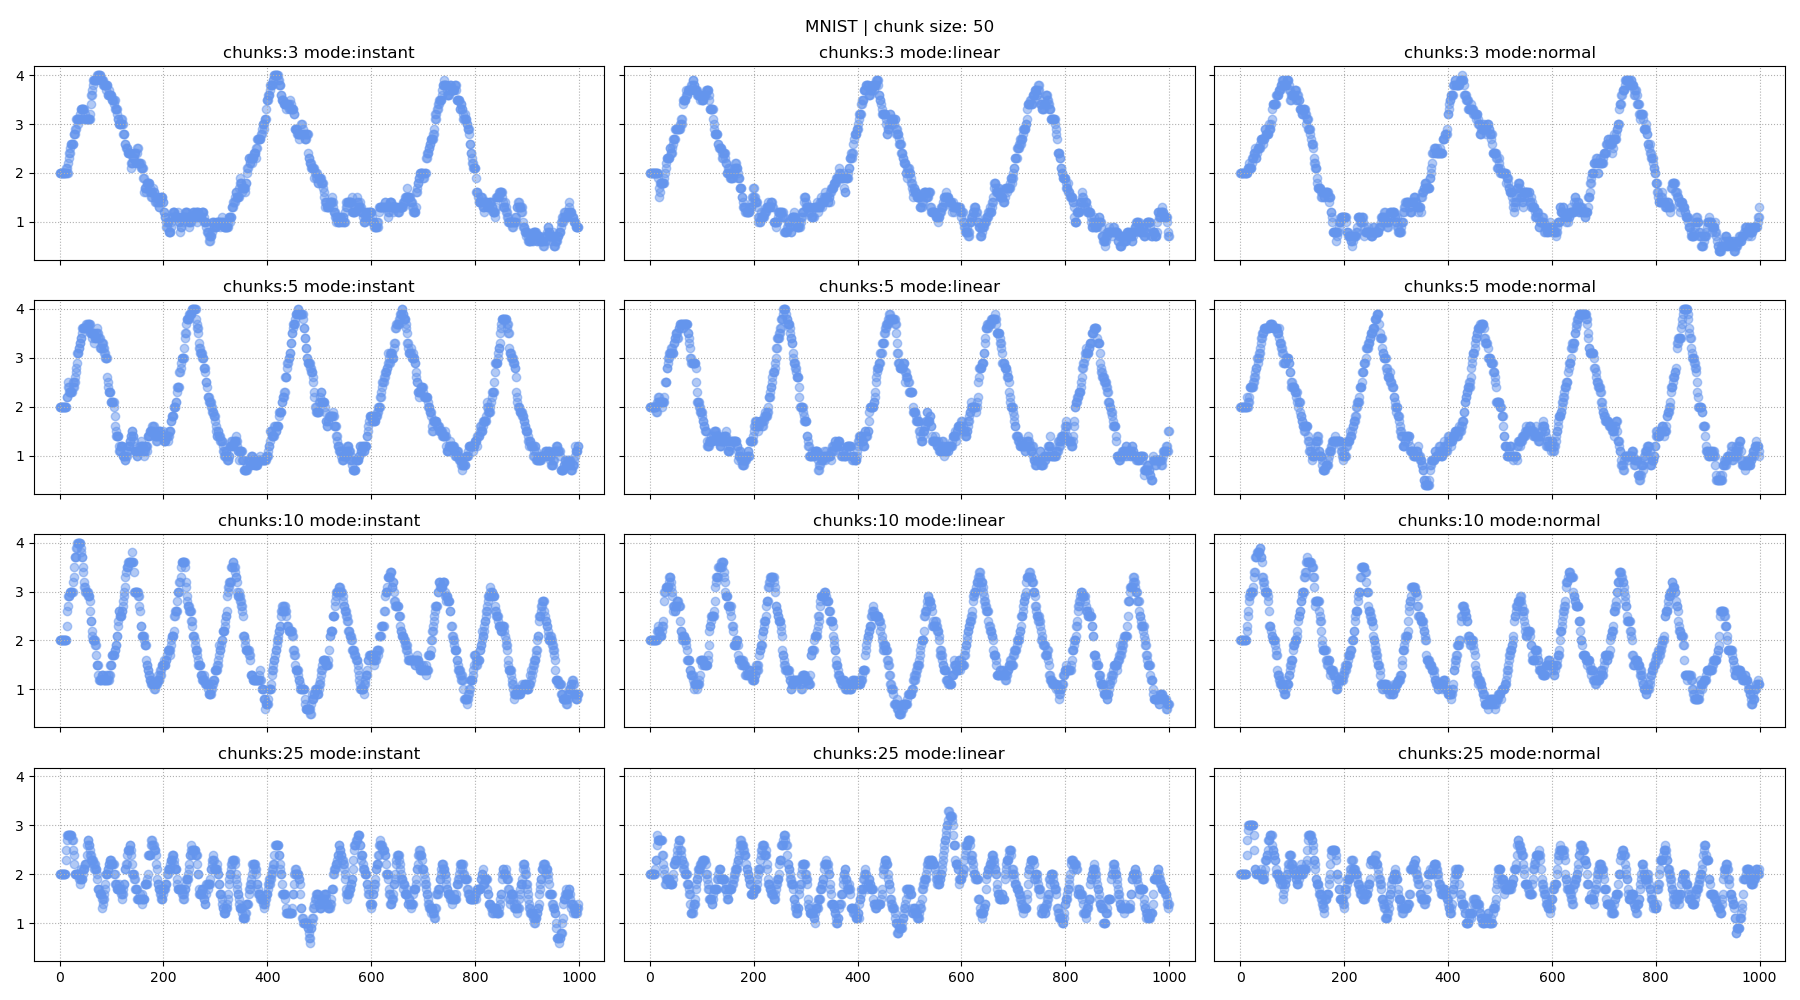 MNIST | chunk size: 50
chunks:3 mode:instant
chunks:3 mode:linear
chunks:3 mode:normal
4
3
2
1
chunks:5 mode:instant
chunks:5 mode:linear
chunks:5 mode:normal
4
3
2
1
chunks:10 mode:instant
chunks:10 mode:linear
chunks:10 mode:normal
4
3
2
1
chunks:25 mode:instant
chunks:25 mode:linear
chunks:25 mode:normal
4
3
2
1
0 200 400 600 800 1000
0 200 400 600 800 1000
0 200 400 600 800 1000